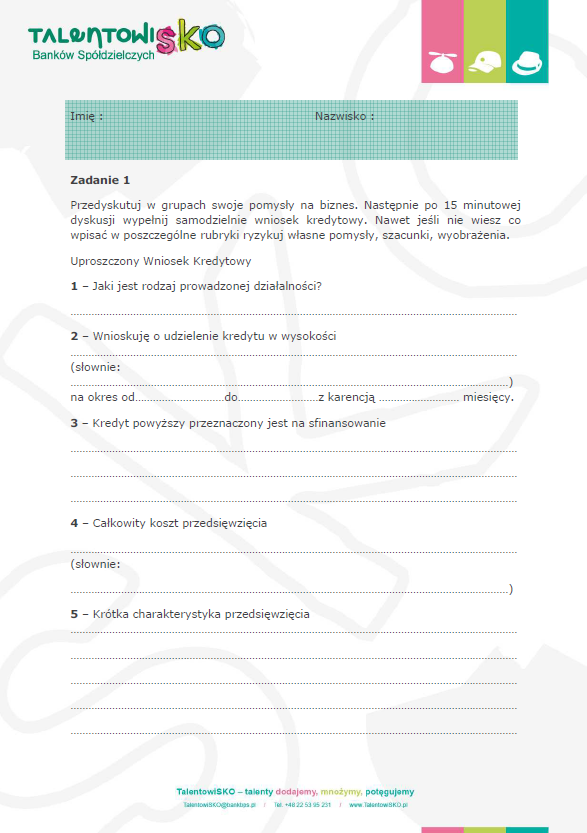 TALENTOWISKO
Banków Spółdzielczych
Imię : Nazwisko :
Zadanie 1
Przedyskutuj w grupach swoje pomysły na biznes. Następnie po 15 minutowej
dyskusji wypełnij samodzielnie wniosek kredytowy. Nawet jeśli nie wiesz co
wpisać w poszczególne rubryki ryzykuj własne pomysły, szacunki, wyobrażenia.
Uproszczony Wniosek Kredytowy
1 – Jaki jest rodzaj prowadzonej działalności?
2 – Wnioskuję o udzielenie kredytu w wysokości
(słownie:
)
na okres od..............................do...........................z karencją ........................... miesięcy.
3 – Kredyt powyższy przeznaczony jest na sfinansowanie
4 – Całkowity koszt przedsięwzięcia
(słownie:
)
5 – Krótka charakterystyka przedsięwzięcia
TalentowiSKO – talenty dodajemy, mnożymy, potęgujemy
TalentowiSKO@bankbps.pl / Tel. +48 22 53 95 231 / www.TalentowiSKO.pl